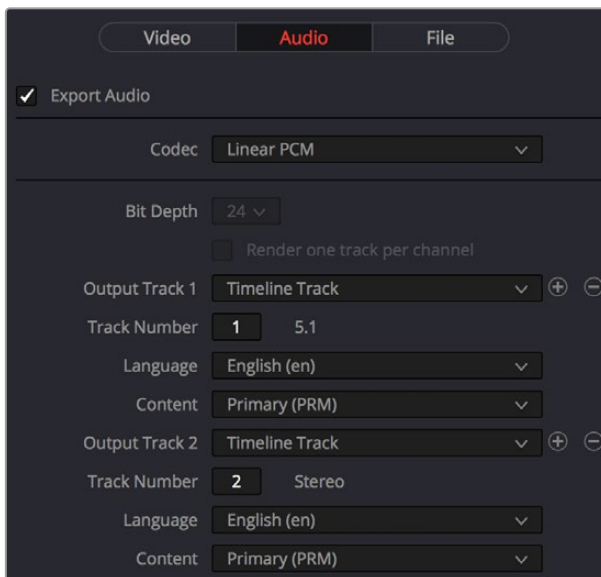 Video Audio File
Export Audio
Codec Linear PCM
Bit Depth 24
Render one track per channel
Output Track 1 Timeline Track
Track Number 1 5.1
Language English (en)
Content Primary (PRM)
Output Track 2 Timeline Track
Track Number 2 Stereo
Language English (en)
Content Primary (PRM)